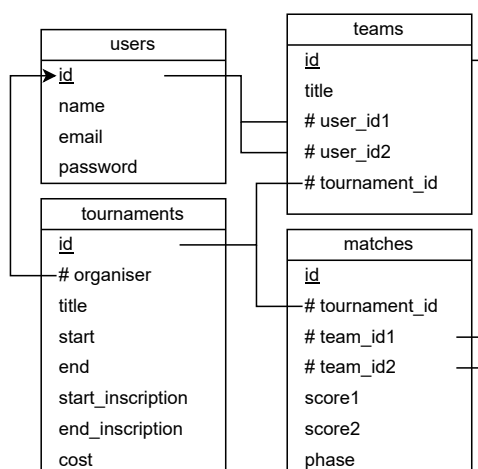 users
id
name
email
password
teams
id
title
# user_id1
# user_id2
# tournament_id
tournaments
id
# organiser
title
start
end
start_inscription
end_inscription
cost
matches
id
# tournament_id
# team_id1
# team_id2
score1
score2
phase